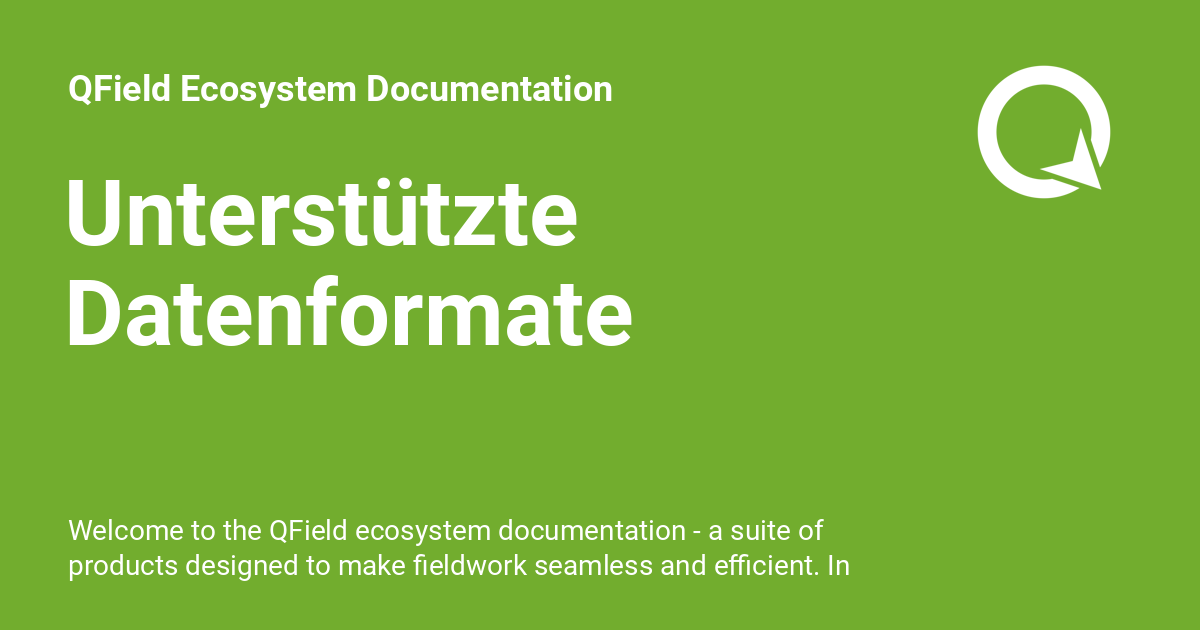 QField Ecosystem Documentation
Unterstützte
Datenformate
Welcome to the QField ecosystem documentation - a suite of
products designed to make fieldwork seamless and efficient. In